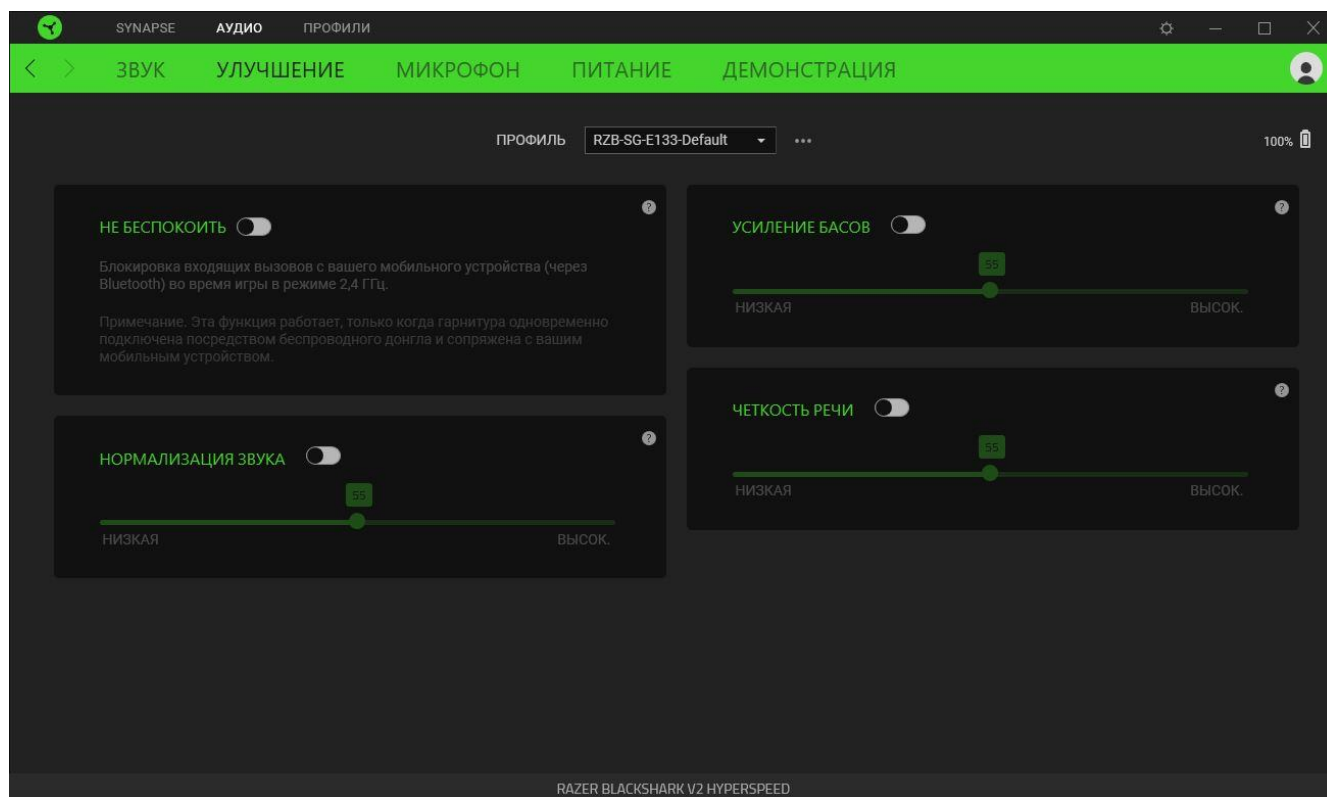 SYNAPSE АУДИО ПРОФИЛИ
ЗВУК УЛУЧШЕНИЕ МИКРОФОН ПИТАНИЕ ДЕМОНСТРАЦИЯ
ПРОФИЛЬ RZB-SG-E133-Default
100%
НЕ БЕСПОКОИТЬ
Блокировка входящих вызовов с вашего мобильного устройства (через
Bluetooth) во время игры в режиме 2,4 ГГц.
Примечание. Эта функция работает, только когда гарнитура одновременно
подключена посредством беспроводного донгла и сопряжена с вашим
мобильным устройством.
НОРМАЛИЗАЦИЯ ЗВУКА
55
НИЗКАЯ ВЫСОК.
УСИЛЕНИЕ БАСОВ
55
НИЗКАЯ ВЫСОК.
ЧЕТКОСТЬ РЕЧИ
55
НИЗКАЯ ВЫСОК.
RAZER BLACKSHARK V2 HYPERSPEED